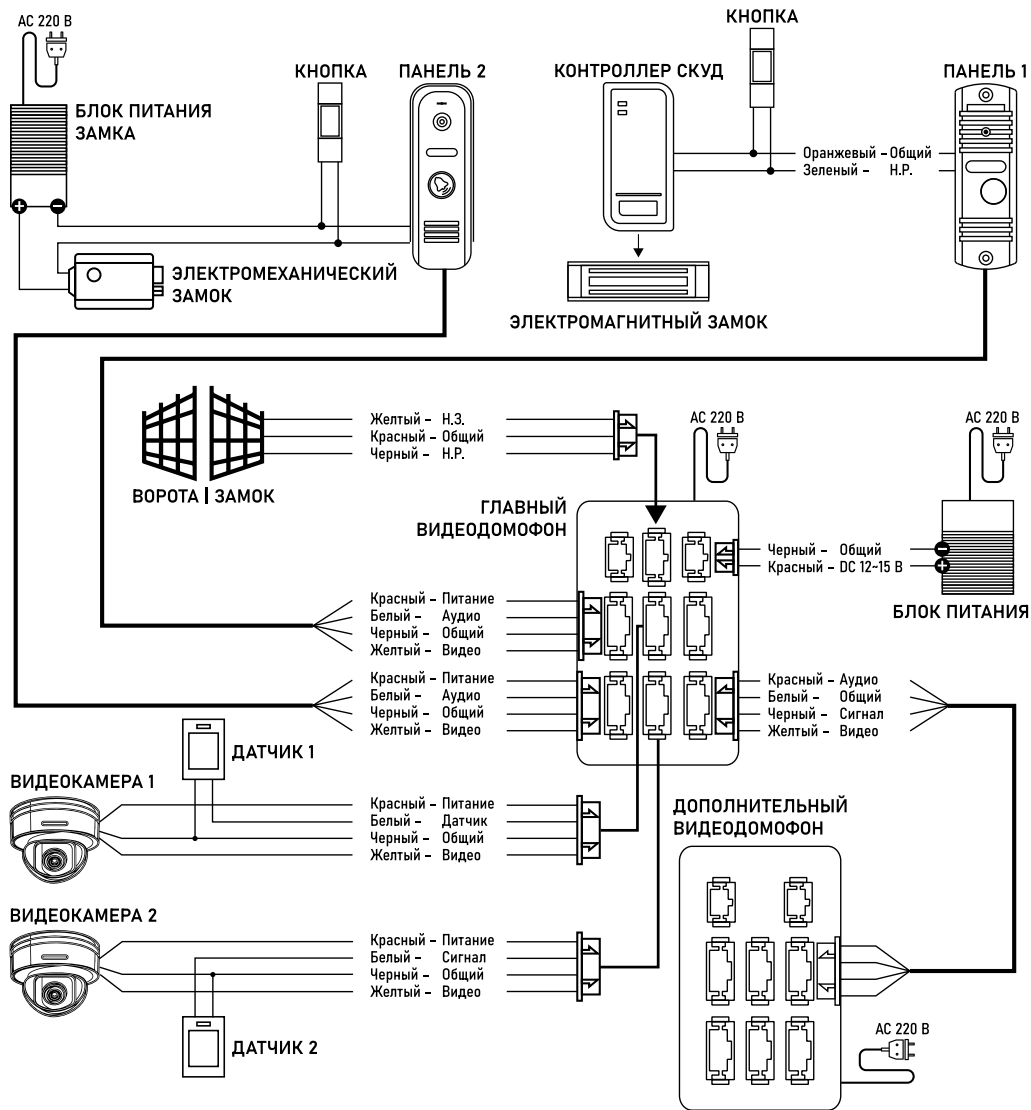 AC 220 В
БЛОК ПИТАНИЯ
ЗАМКА
КНОПКА
ПАНЕЛЬ 2
КОНТРОЛЛЕР СКУД
КНОПКА
ПАНЕЛЬ 1
Оранжевый – Общий
Зеленый – Н.Р.
ЭЛЕКТРОМЕХАНИЧЕСКИЙ
ЗАМОК
ЭЛЕКТРОМАГНИТНЫЙ ЗАМОК
Желтый – Н.З.
Красный – Общий
Черный – Н.Р.
ВОРОТА | ЗАМОК
AC 220 В
AC 220 В
ГЛАВНЫЙ
ВИДЕОДОМОФОН
Черный – Общий
Красный – DC 12~15 В
БЛОК ПИТАНИЯ
Красный – Питание
Белый – Аудио
Черный – Общий
Желтый – Видео
Красный – Питание
Белый – Аудио
Черный – Общий
Желтый – Видео
Красный – Аудио
Белый – Общий
Черный – Сигнал
Желтый – Видео
ДАТЧИК 1
ВИДЕОКАМЕРА 1
Красный – Питание
Белый – Датчик
Черный – Общий
Желтый – Видео
ДОПОЛНИТЕЛЬНЫЙ
ВИДЕОДОМОФОН
ВИДЕОКАМЕРА 2
Красный – Питание
Белый – Сигнал
Черный – Общий
Желтый – Видео
ДАТЧИК 2
AC 220 В